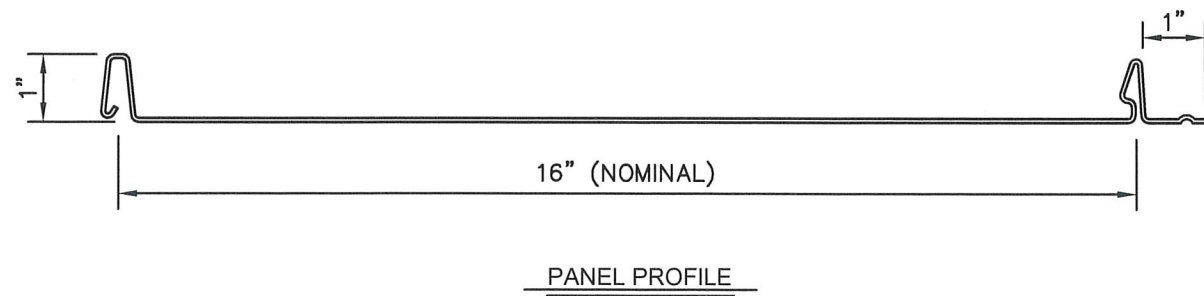 1”
1”
16” (NOMINAL)
PANEL PROFILE